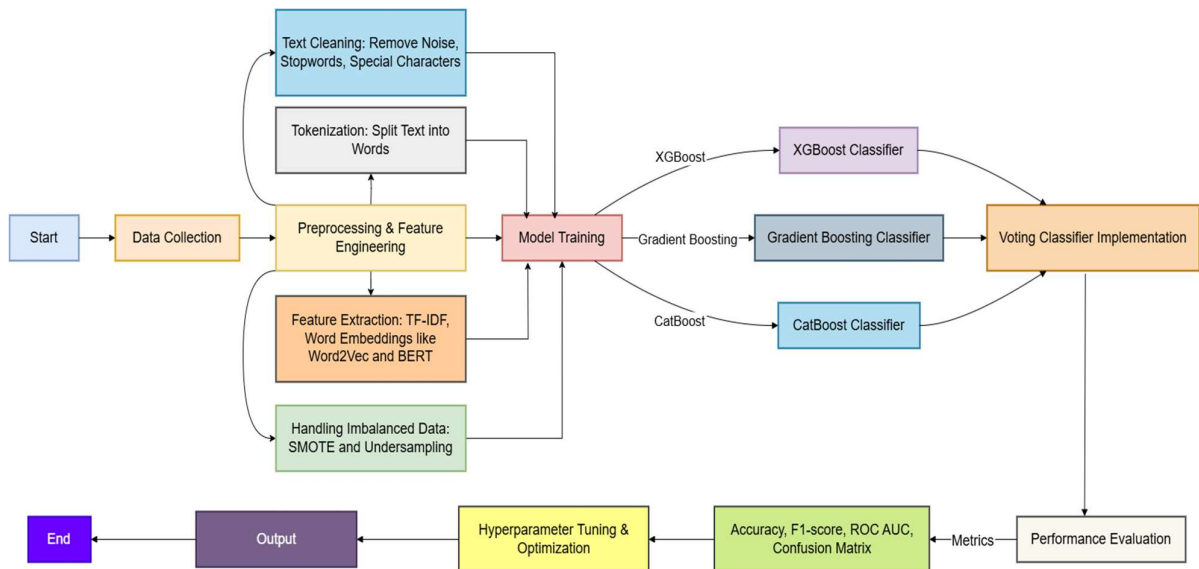 Text Cleaning: Remove Noise,
Stopwords, Special Characters
Tokenization: Split Text into
Words
XGBoost
XGBoost Classifier
Start
Data Collection
Preprocessing & Feature
Engineering
Model Training
Gradient Boosting
Gradient Boosting Classifier
Voting Classifier Implementation
Feature Extraction: TF-IDF,
Word Embeddings like
Word2Vec and BERT
CatBoost
CatBoost Classifier
Handling Imbalanced Data:
SMOTE and Undersampling
End
Output
Hyperparameter Tuning &
Optimization
Accuracy, F1-score, ROC AUC,
Confusion Matrix
Metrics
Performance Evaluation